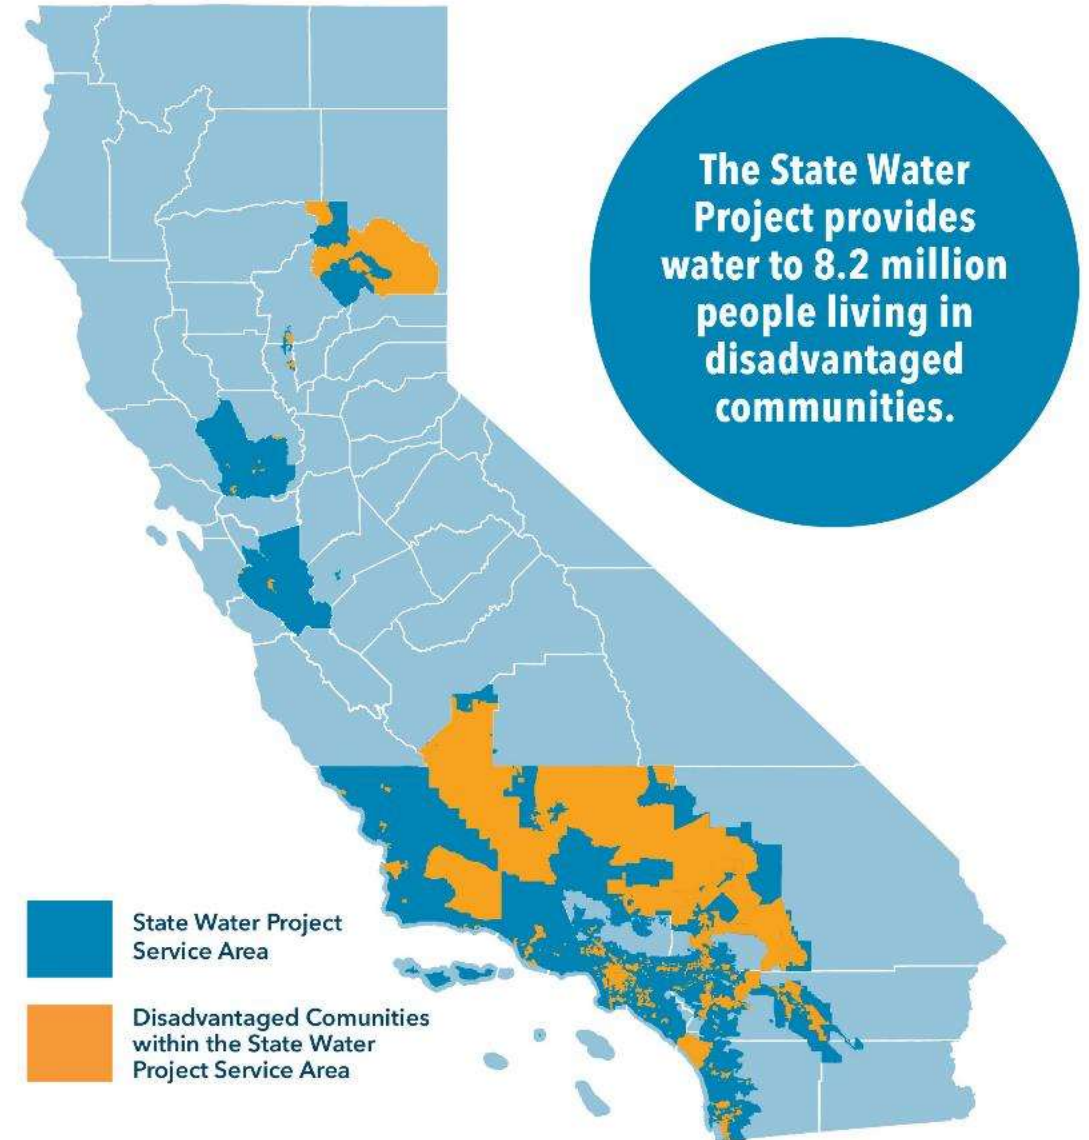 The State Water
Project provides
water to 8.2 million
people living in
disadvantaged
communities.
State Water Project
Service Area
Disadvantaged Comunities
within the State Water
Project Service Area